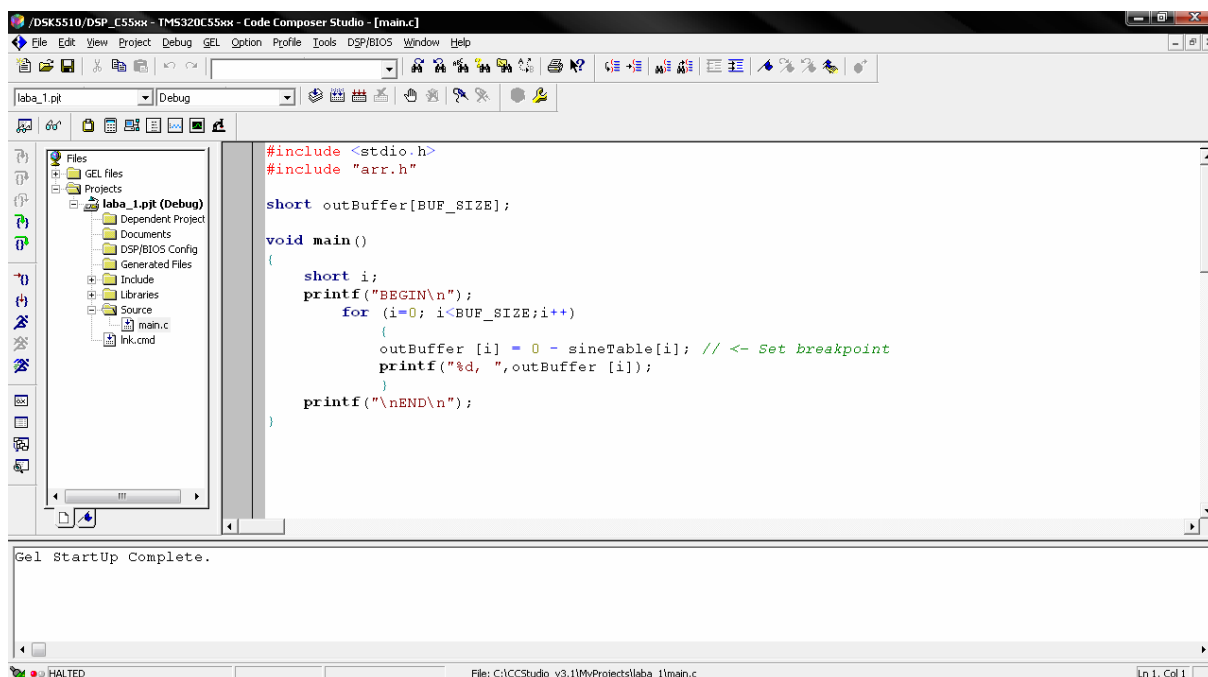 /DSK5510/DSP_C55xx - TMS320C55xx - Code Composer Studio - [main.c]
File Edit View Project Debug GEL Option Profile Tools DSP/BIOS Window Help
laba_1.pjt Debug
Files
GEL files
Projects
laba_1.pjt (Debug)
Dependent Project
Documents
DSP/BIOS Config
Generated Files
Include
Libraries
Source
main.c
lnk.cmd
#include <stdio.h>
#include "arr.h"
short outBuffer[BUF_SIZE];
void main()
{
short i;
printf("BEGIN\n");
for (i=0; i<BUF_SIZE;i++)
{
outBuffer [i] = 0 - sineTable[i]; // <- Set breakpoint
printf("%d, ",outBuffer [i]);
}
printf("\nEND\n");
}
Gel StartUp Complete.
HALTED
File: C:\CCStudio_v3.1\MyProjects\laba_1\main.c
Ln 1, Col 1